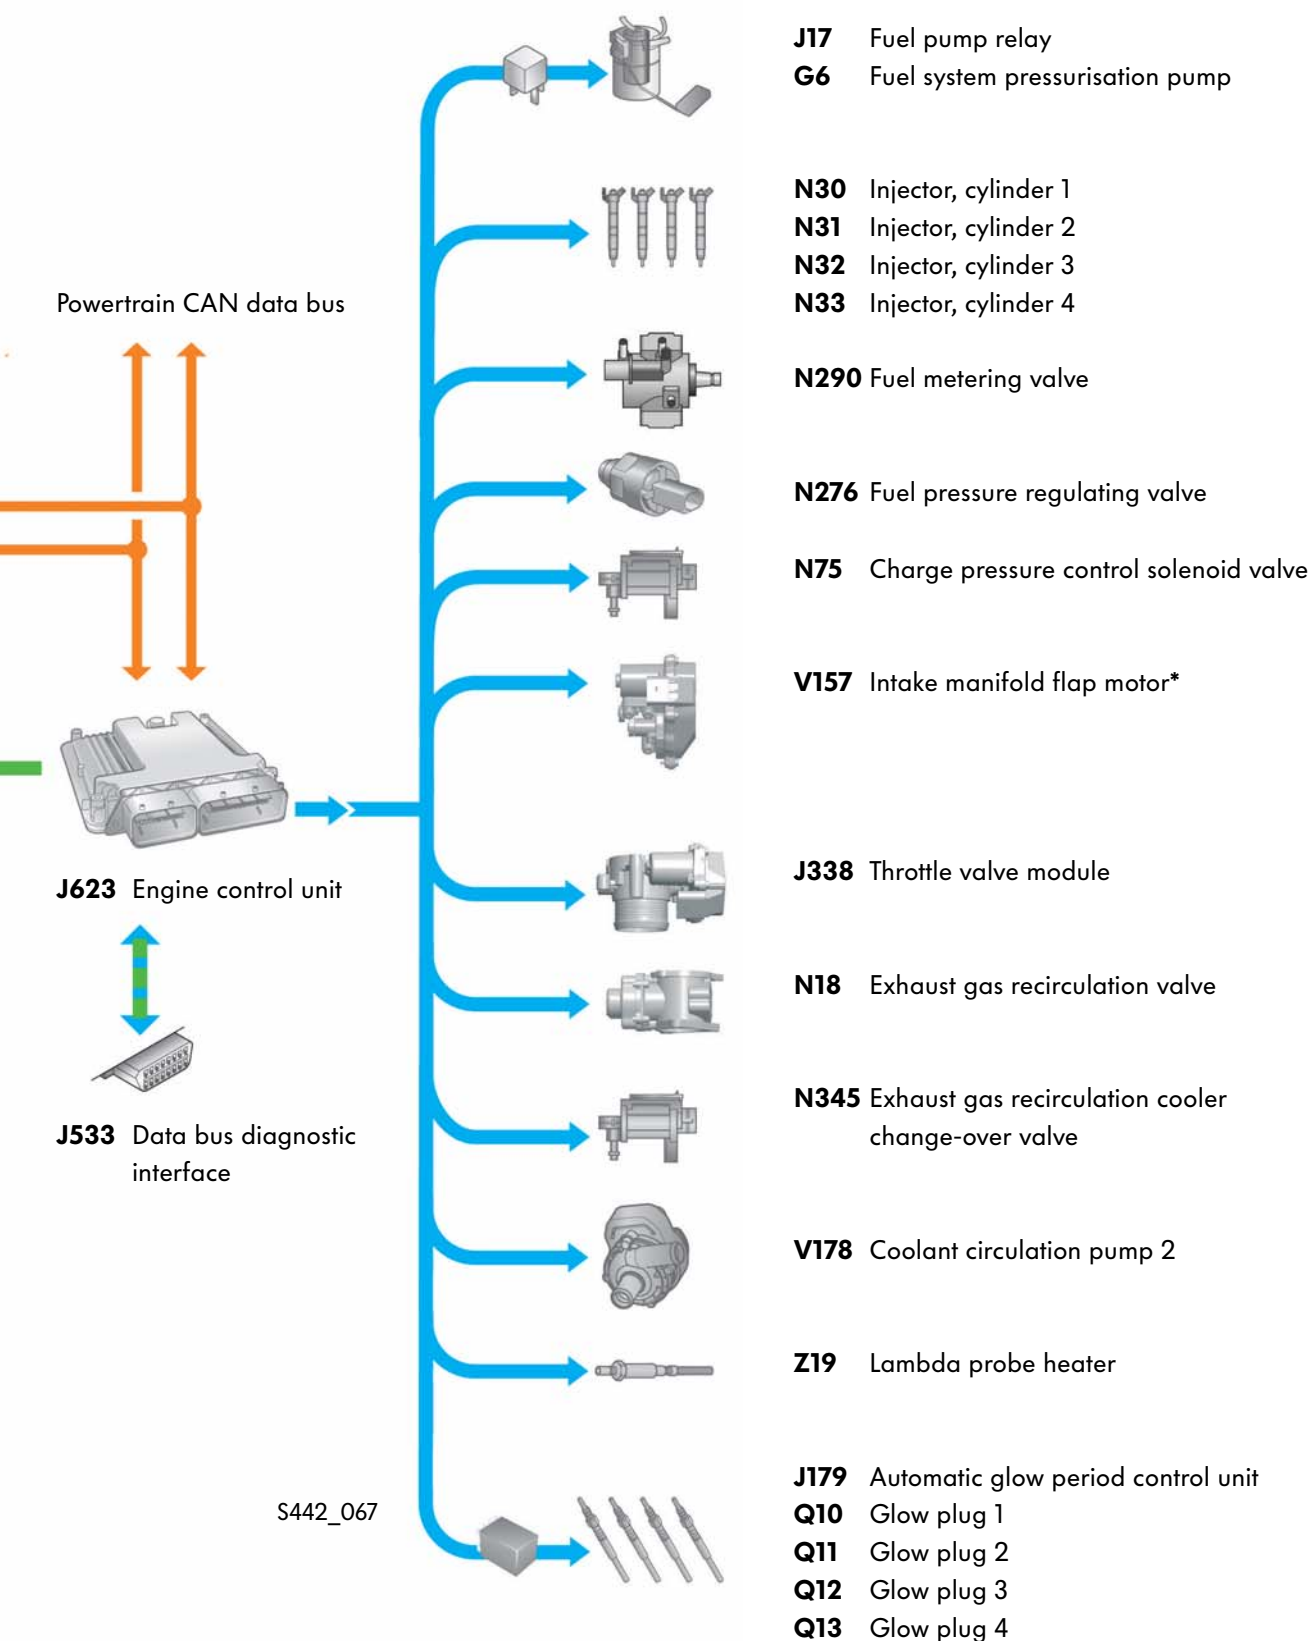 J17 Fuel pump relay
G6 Fuel system pressurisation pump
N30 Injector, cylinder 1
N31 Injector, cylinder 2
N32 Injector, cylinder 3
N33 Injector, cylinder 4
Powertrain CAN data bus
N290 Fuel metering valve
N276 Fuel pressure regulating valve
N75 Charge pressure control solenoid valve
V157 Intake manifold flap motor*
J623 Engine control unit
J338 Throttle valve module
N18 Exhaust gas recirculation valve
J533 Data bus diagnostic
interface
N345 Exhaust gas recirculation cooler
change-over valve
V178 Coolant circulation pump 2
Z19 Lambda probe heater
S442_067
J179 Automatic glow period control unit
Q10 Glow plug 1
Q11 Glow plug 2
Q12 Glow plug 3
Q13 Glow plug 4